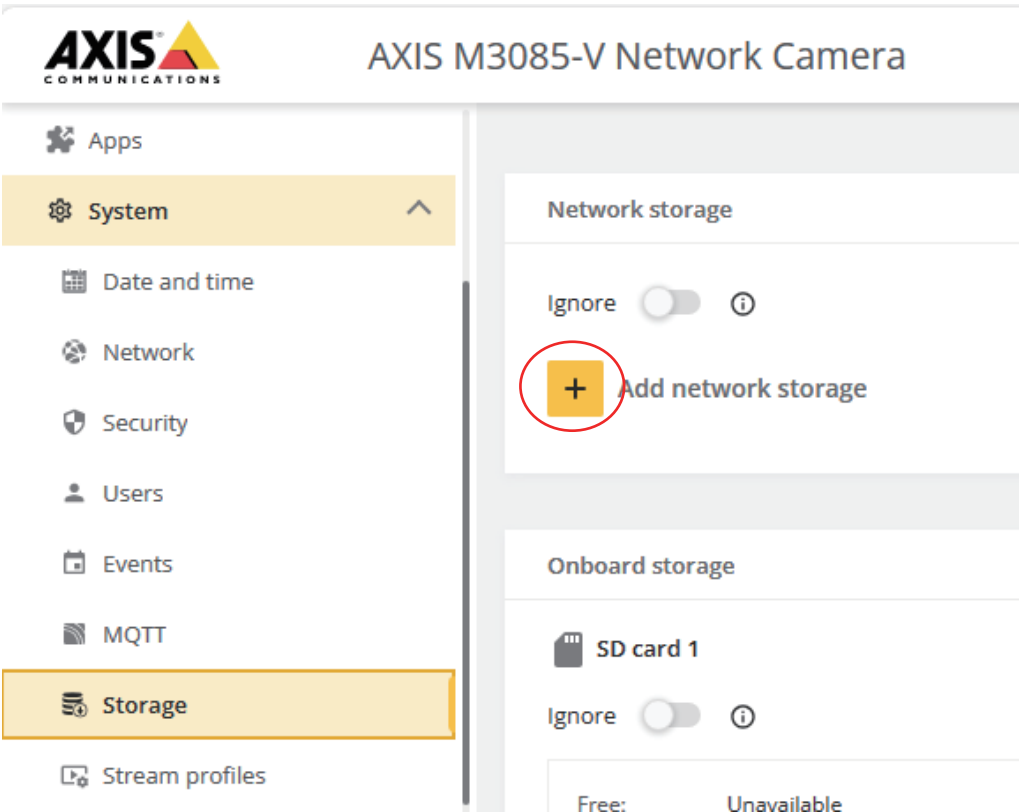 AXIS
COMMUNICATIONS
AXIS M3085-V Network Camera
Apps
System
Date and time
Network
Security
Users
Events
MQTT
Storage
Stream profiles
Network storage
Ignore
Add network storage
Onboard storage
SD card 1
Ignore
Free: Unavailable